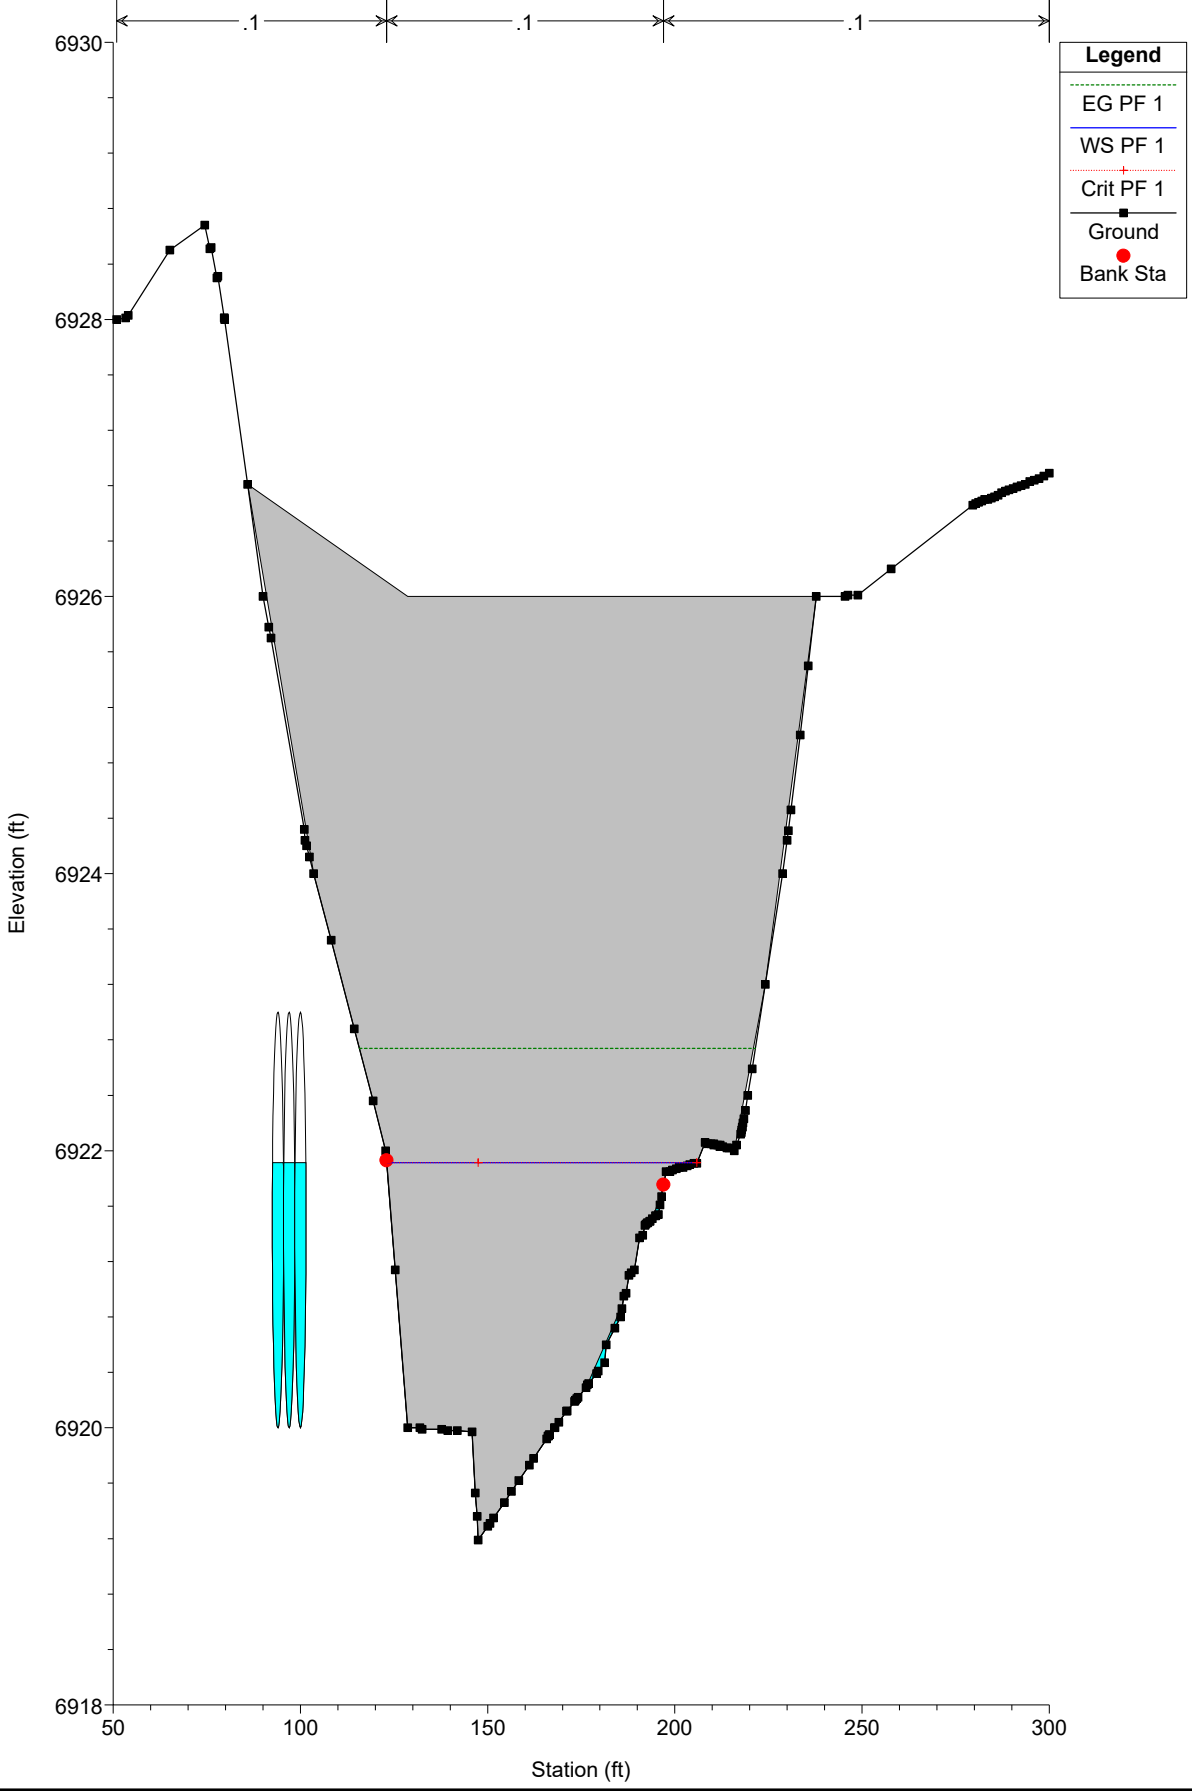 .1 .1 .1
6930
6928
6926
6924
6922
6920
6918
50 100 150 200 250 300
Station (ft)
Elevation (ft)
Legend
EG PF 1
WS PF 1
Crit PF 1
Ground
Bank Sta